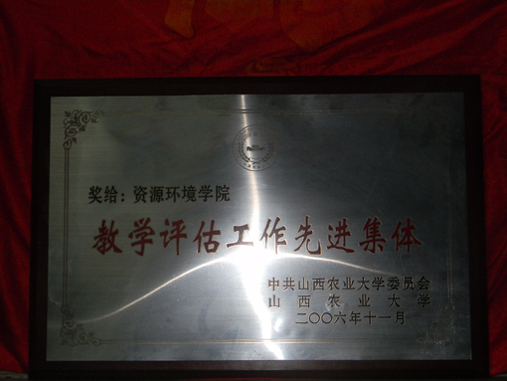 奖给：资源环境学院
教学评估工作先进集体
中共山西农业大学委员会
山西农业大学
二〇〇六年十一月